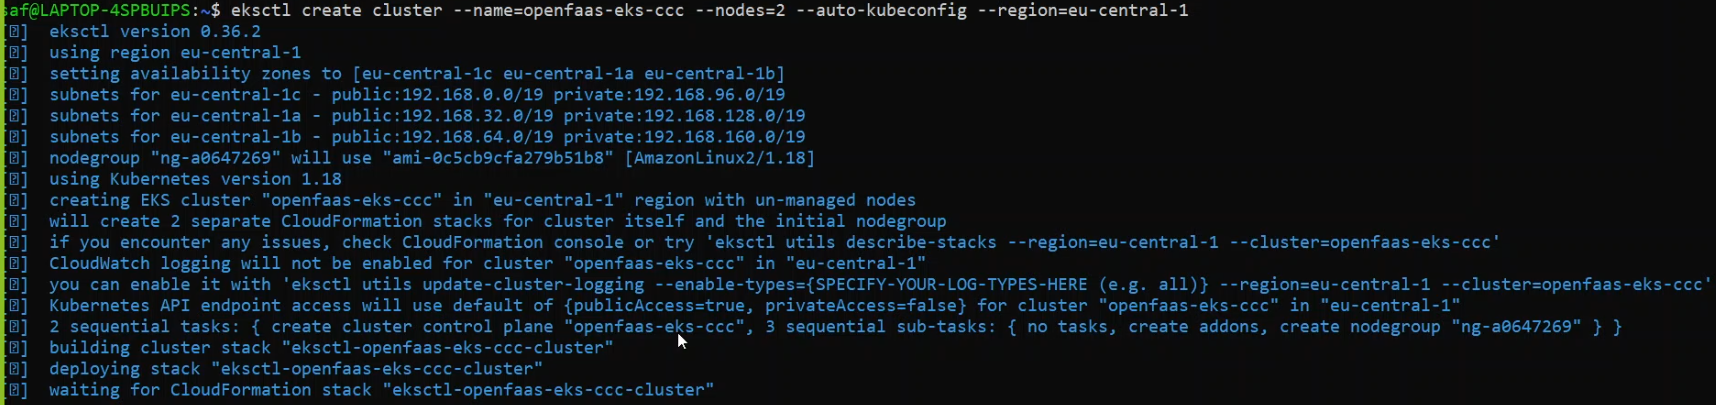 saf@LAPTOP-4SPBUIPS:~$ eksctl create cluster --name=openfaas-eks-ccc --nodes=2 --auto-kubeconfig --region=eu-central-1
[ℹ] eksctl version 0.36.2
[ℹ] using region eu-central-1
[ℹ] setting availability zones to [eu-central-1c eu-central-1a eu-central-1b]
[ℹ] subnets for eu-central-1c - public:192.168.0.0/19 private:192.168.96.0/19
[ℹ] subnets for eu-central-1a - public:192.168.32.0/19 private:192.168.128.0/19
[ℹ] subnets for eu-central-1b - public:192.168.64.0/19 private:192.168.160.0/19
[ℹ] nodegroup "ng-a0647269" will use "ami-0c5cb9cfa279b51b8" [AmazonLinux2/1.18]
[ℹ] using Kubernetes version 1.18
[ℹ] creating EKS cluster "openfaas-eks-ccc" in "eu-central-1" region with un-managed nodes
[ℹ] will create 2 separate CloudFormation stacks for cluster itself and the initial nodegroup
[ℹ] if you encounter any issues, check CloudFormation console or try 'eksctl utils describe-stacks --region=eu-central-1 --cluster=openfaas-eks-ccc'
[ℹ] CloudWatch logging will not be enabled for cluster "openfaas-eks-ccc" in "eu-central-1"
[ℹ] you can enable it with 'eksctl utils update-cluster-logging --enable-types={SPECIFY-YOUR-LOG-TYPES-HERE (e.g. all)} --region=eu-central-1 --cluster=openfaas-eks-ccc'
[ℹ] Kubernetes API endpoint access will use default of {publicAccess=true, privateAccess=false} for cluster "openfaas-eks-ccc" in "eu-central-1"
[ℹ] 2 sequential tasks: { create cluster control plane "openfaas-eks-ccc", 3 sequential sub-tasks: { no tasks, create addons, create nodegroup "ng-a0647269" } }
[ℹ] building cluster stack "eksctl-openfaas-eks-ccc-cluster"
[ℹ] deploying stack "eksctl-openfaas-eks-ccc-cluster"
[ℹ] waiting for CloudFormation stack "eksctl-openfaas-eks-ccc-cluster"